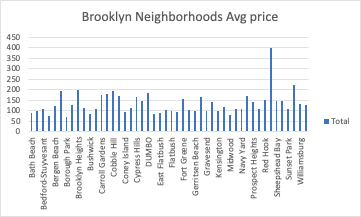 Brooklyn Neighborhoods Avg price
450
400
350
300
250
200
150
100
50
0
Bath Beach
Bedford-Stuyvesant
Bergen Beach
Borough Park
Brooklyn Heights
Bushwick
Carroll Gardens
Cobble Hill
Coney Island
Cypress Hills
DUMBO
East Flatbush
Flatbush
Fort Greene
Gerritsen Beach
Gravesend
Kensington
Midwood
Navy Yard
Prospect Heights
Red Hook
Sheepshead Bay
Sunset Park
Williamsburg
Total